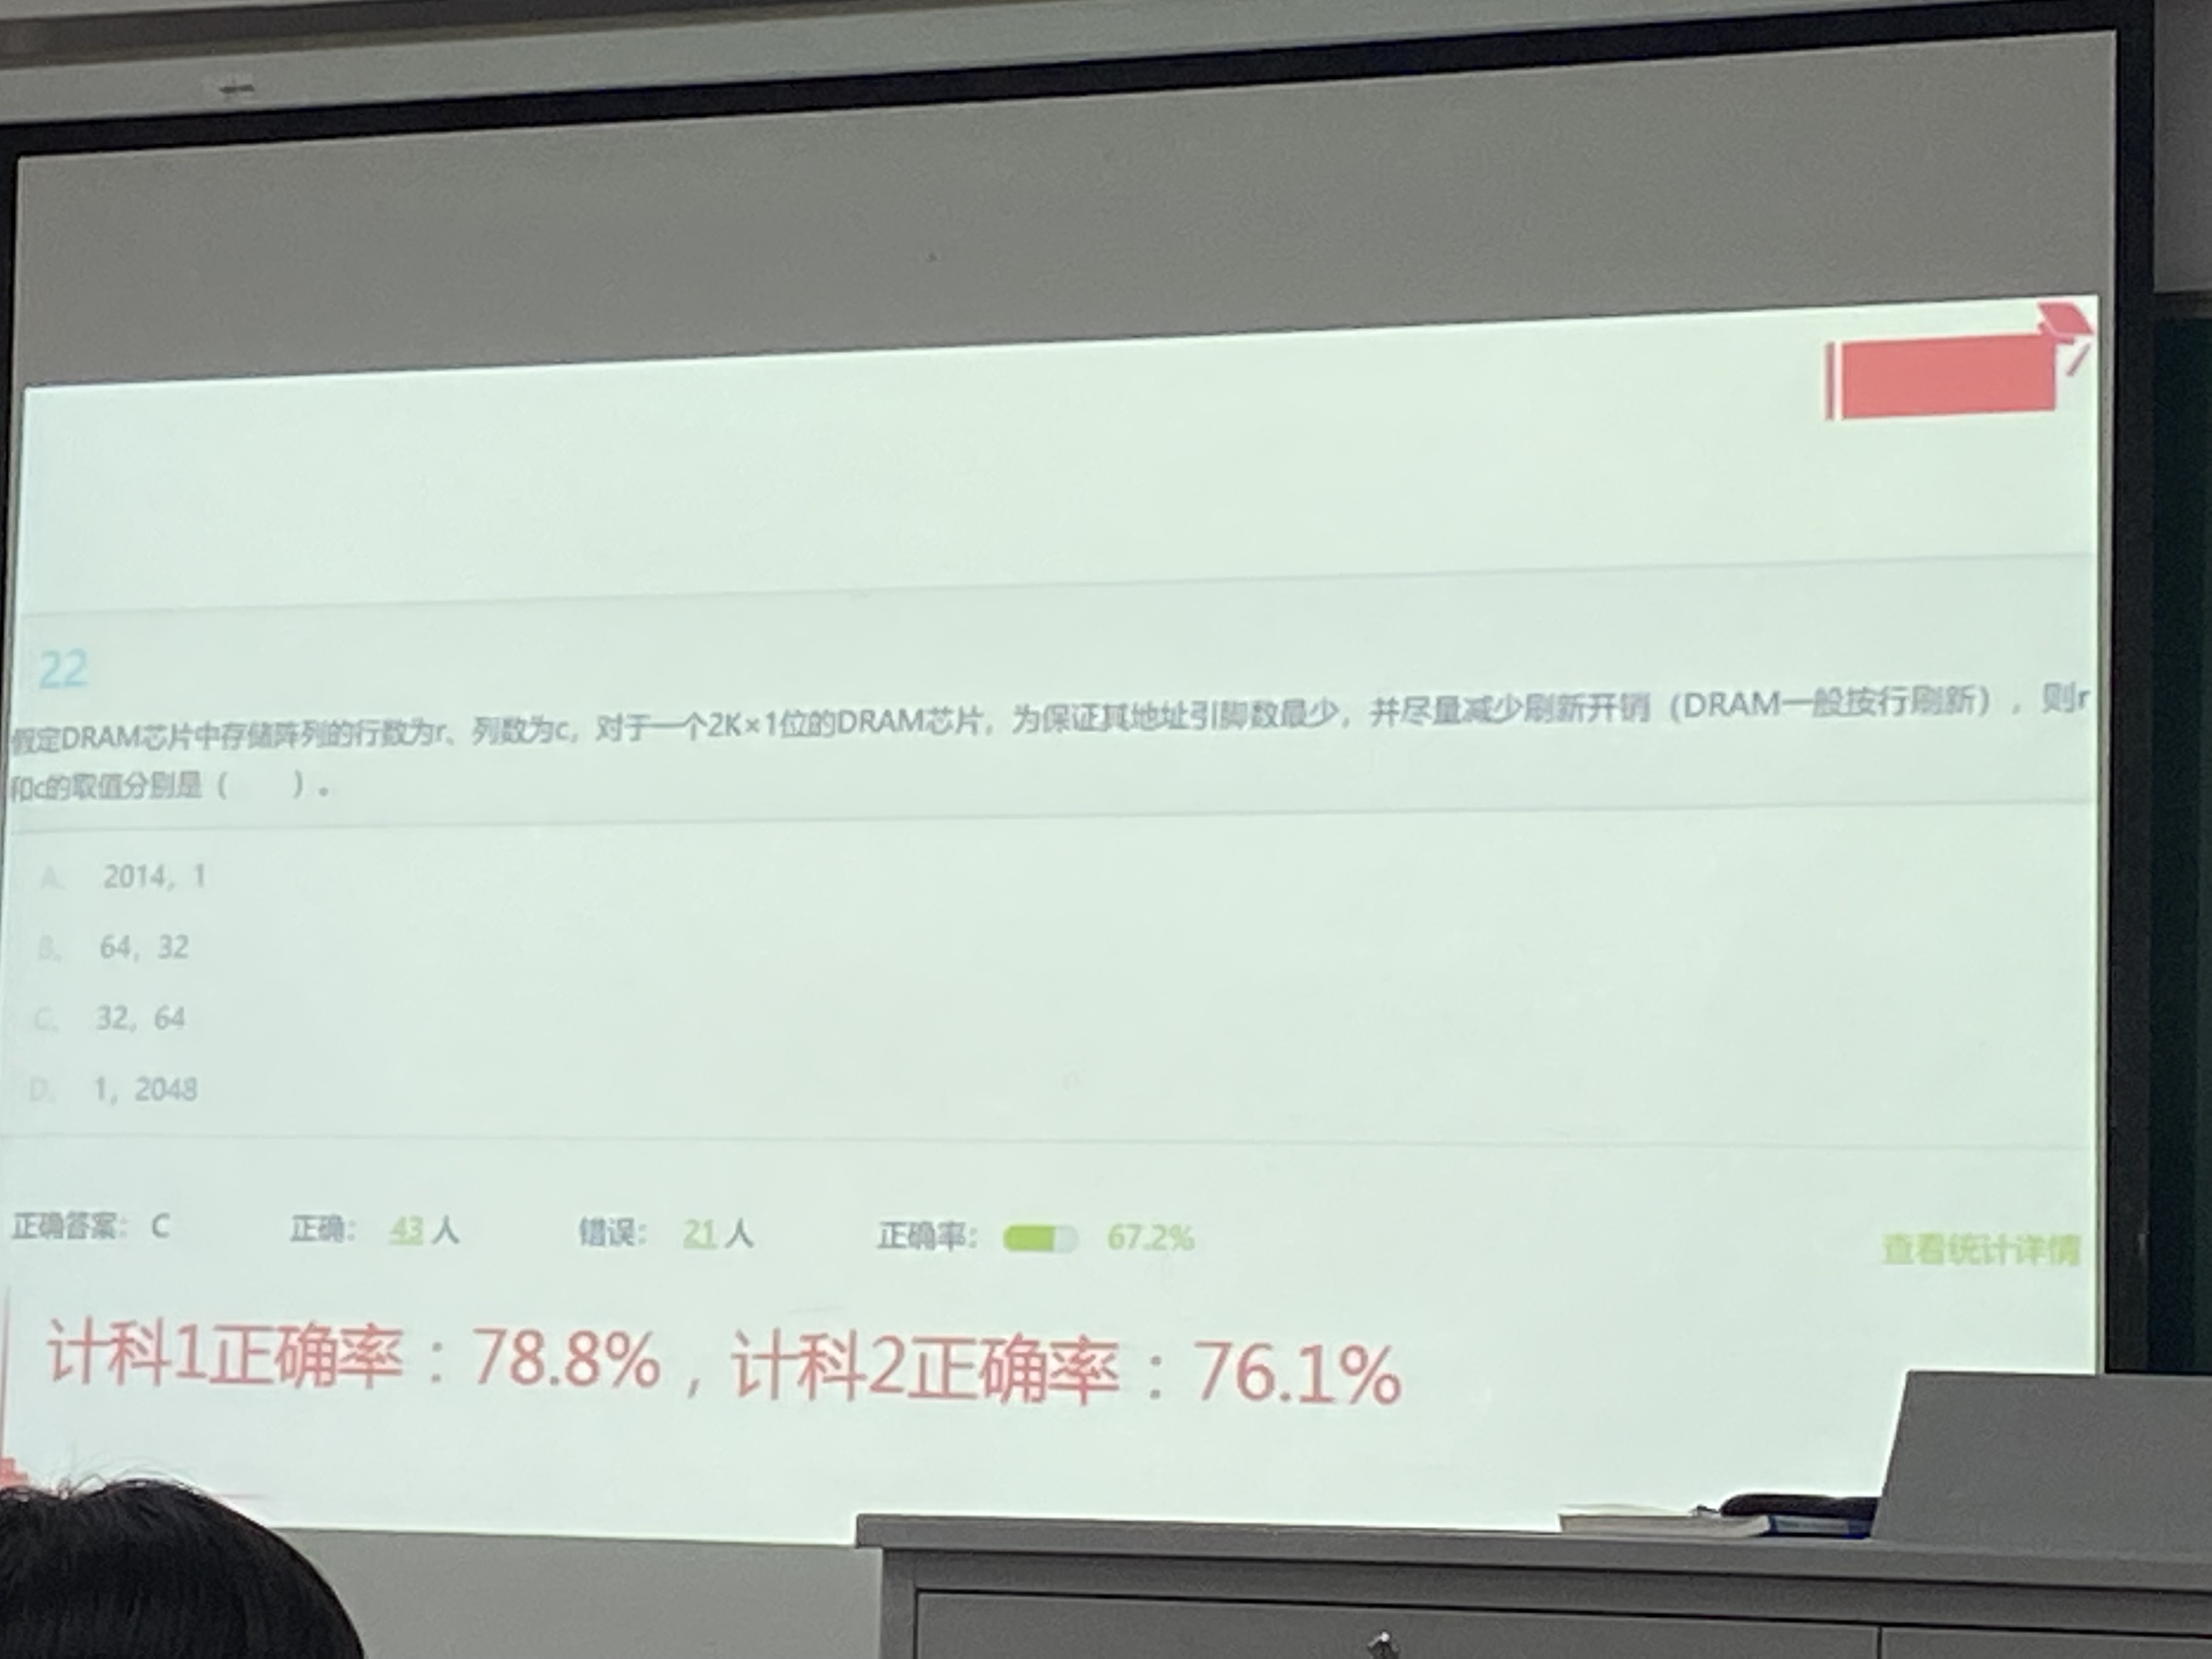 22
假定DRAM芯片中存储阵列的行数为r、列数为c，对于一个2K×1位的DRAM芯片，为保证其地址引脚数最少，并尽量减少刷新开销（DRAM一般按行刷新），则r
和c的取值分别是（ ）。
A. 2014，1
B. 64，32
C. 32，64
D. 1，2048
正确答案： C 正确： 43 人 错误： 21 人 正确率： 67.2% 查看统计详情
计科1正确率：78.8%，计科2正确率：76.1%